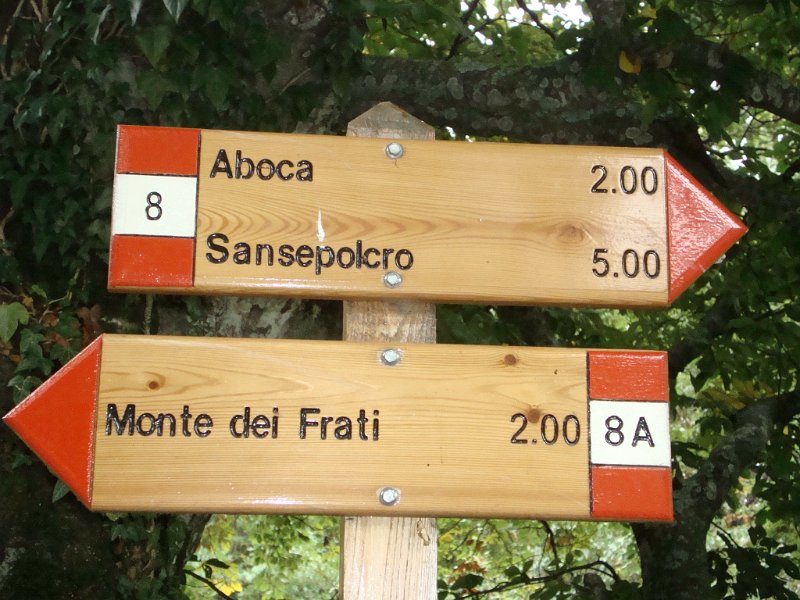 Aboca 2.00
8
Sansepolcro 5.00
Monte dei Frati 2.00 8A